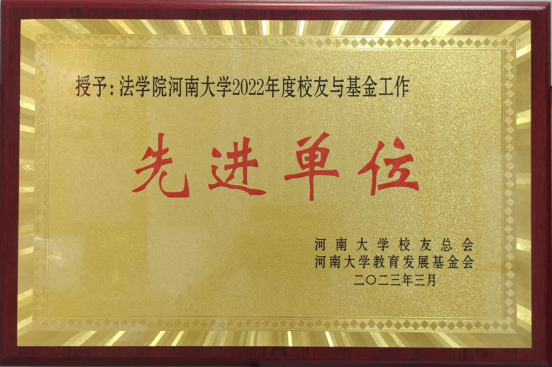 授予：法学院河南大学2022年度校友与基金工作
先进单位
河南大学校友总会
河南大学教育发展基金会
二〇二三年三月